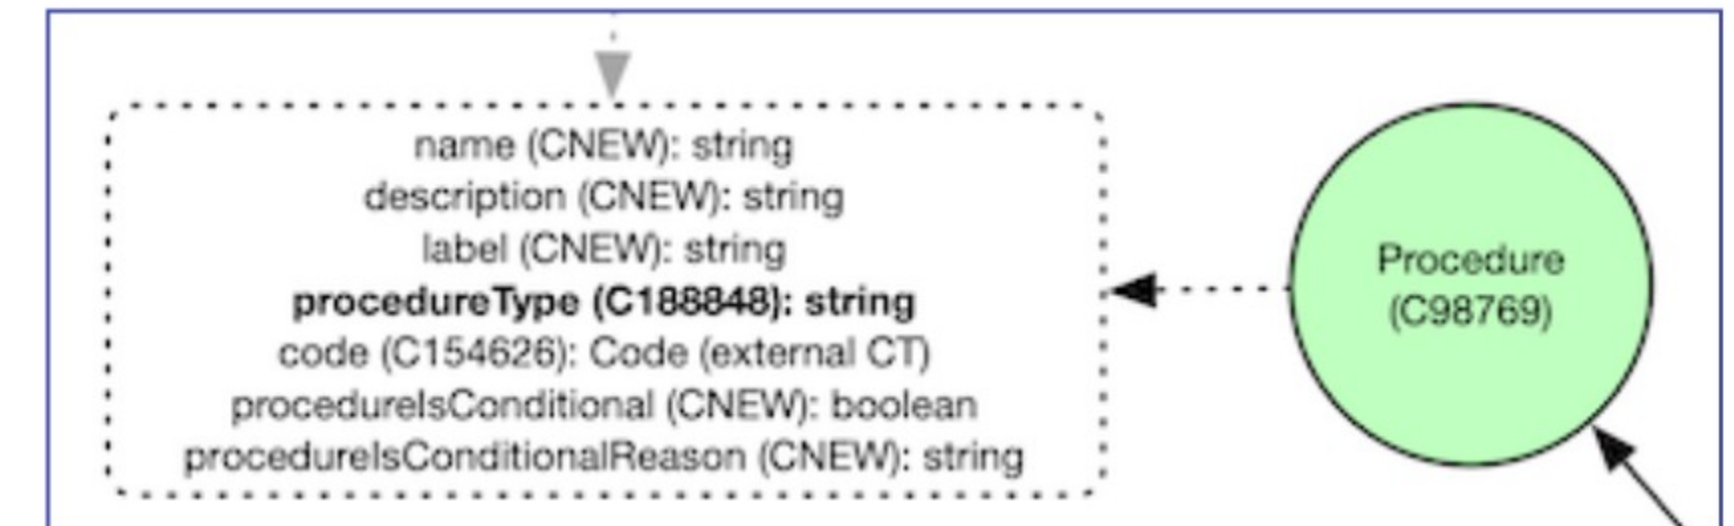 name (CNEW): string
description (CNEW): string
label (CNEW): string
procedureType (C188848): string
code (C154626): Code (external CT)
procedureIsConditional (CNEW): boolean
procedureIsConditionalReason (CNEW): string
Procedure
(C98769)